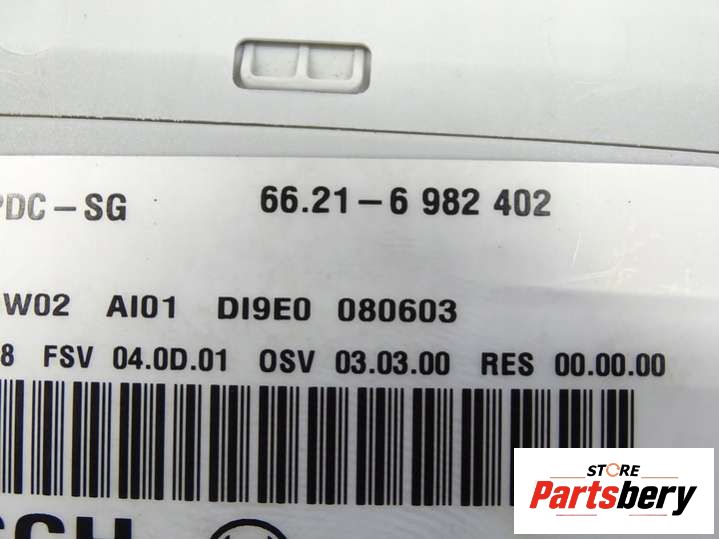 PDC-SG 66.21-6 982 402
W02 AI01 DI9E0 080603
8 FSV 04.0D.01 OSV 03.03.00 RES 00.00.00
STORE
Partsbery